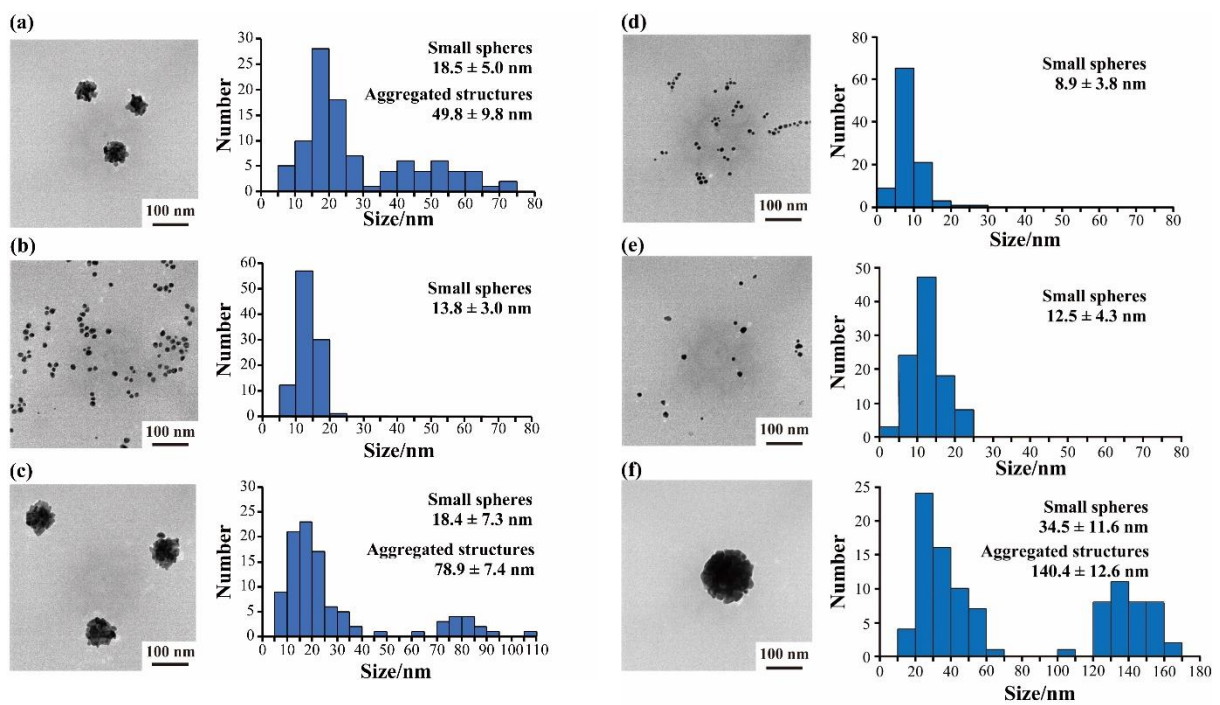 (a)
100 nm
Number
30
25
20
15
10
5
0
Small spheres
18.5 ± 5.0 nm
Aggregated structures
49.8 ± 9.8 nm
0 10 20 30 40 50 60 70 80
Size/nm
(b)
100 nm
Number
60
50
40
30
20
10
0
Small spheres
13.8 ± 3.0 nm
0 10 20 30 40 50 60 70 80
Size/nm
(c)
100 nm
Number
30
20
10
0
Small spheres
18.4 ± 7.3 nm
Aggregated structures
78.9 ± 7.4 nm
0 10 20 30 40 50 60 70 80 90 100 110
Size/nm
(d)
100 nm
Number
80
60
40
20
0
Small spheres
8.9 ± 3.8 nm
0 10 20 30 40 50 60 70 80
Size/nm
(e)
100 nm
Number
50
40
30
20
10
0
Small spheres
12.5 ± 4.3 nm
0 10 20 30 40 50 60 70 80
Size/nm
(f)
100 nm
Number
25
20
15
10
5
0
Small spheres
34.5 ± 11.6 nm
Aggregated structures
140.4 ± 12.6 nm
0 20 40 60 80 100 120 140 160 180
Size/nm